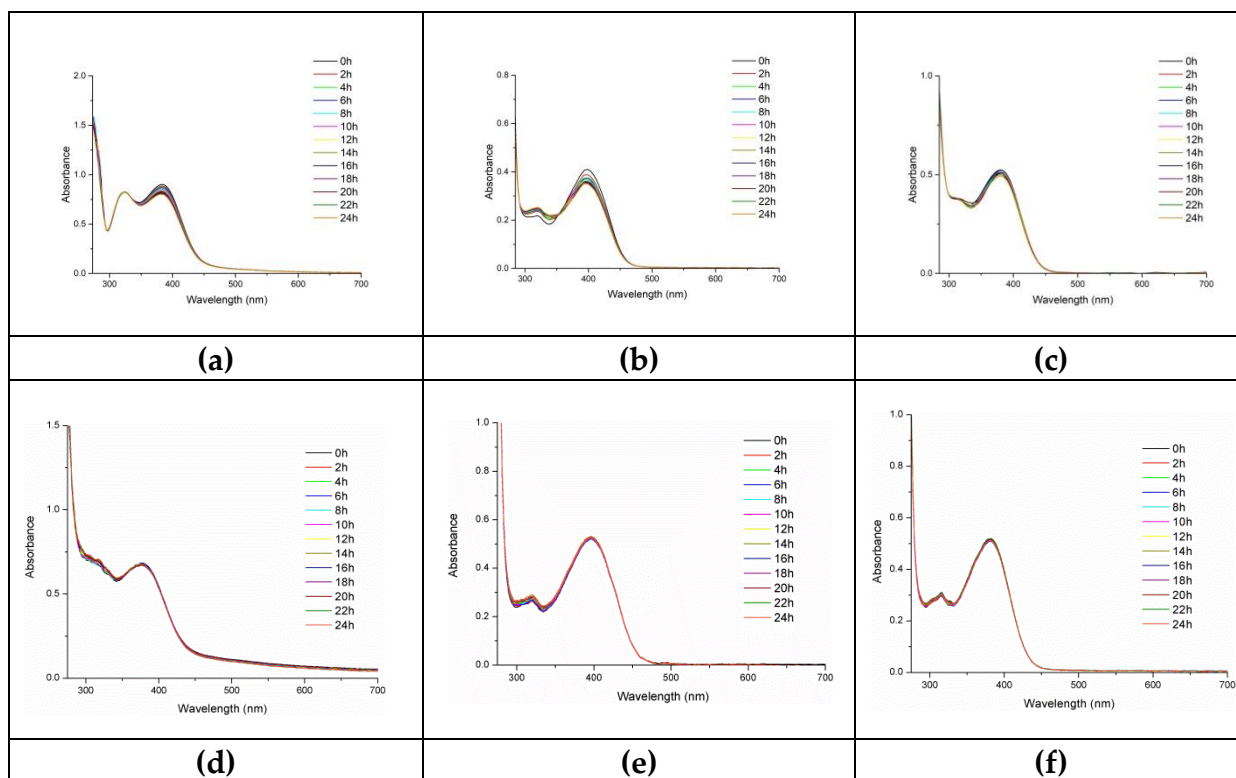 0h
2h
4h
6h
8h
10h
12h
14h
16h
18h
20h
22h
24h
2.0
1.5
1.0
0.5
0.0
Absorbance
300 400 500 600 700
Wavelength (nm)
0h
2h
4h
6h
8h
10h
12h
14h
16h
18h
20h
22h
24h
0.8
0.6
0.4
0.2
0.0
Absorbance
300 400 500 600 700
Wavelength (nm)
0h
2h
4h
6h
8h
10h
12h
14h
16h
18h
20h
22h
24h
1.0
0.5
0.0
Absorbance
300 400 500 600 700
Wavelength (nm)
(a) (b) (c)
0h
2h
4h
6h
8h
10h
12h
14h
16h
18h
20h
22h
24h
1.5
1.0
0.5
0.0
Absorbance
300 400 500 600 700
Wavelength (nm)
0h
2h
4h
6h
8h
10h
12h
14h
16h
18h
20h
22h
24h
1.0
0.8
0.6
0.4
0.2
0.0
Absorbance
300 400 500 600 700
Wavelength (nm)
0h
2h
4h
6h
8h
10h
12h
14h
16h
18h
20h
22h
24h
1.0
0.8
0.6
0.4
0.2
0.0
Absorbance
300 400 500 600 700
Wavelength (nm)
(d) (e) (f)